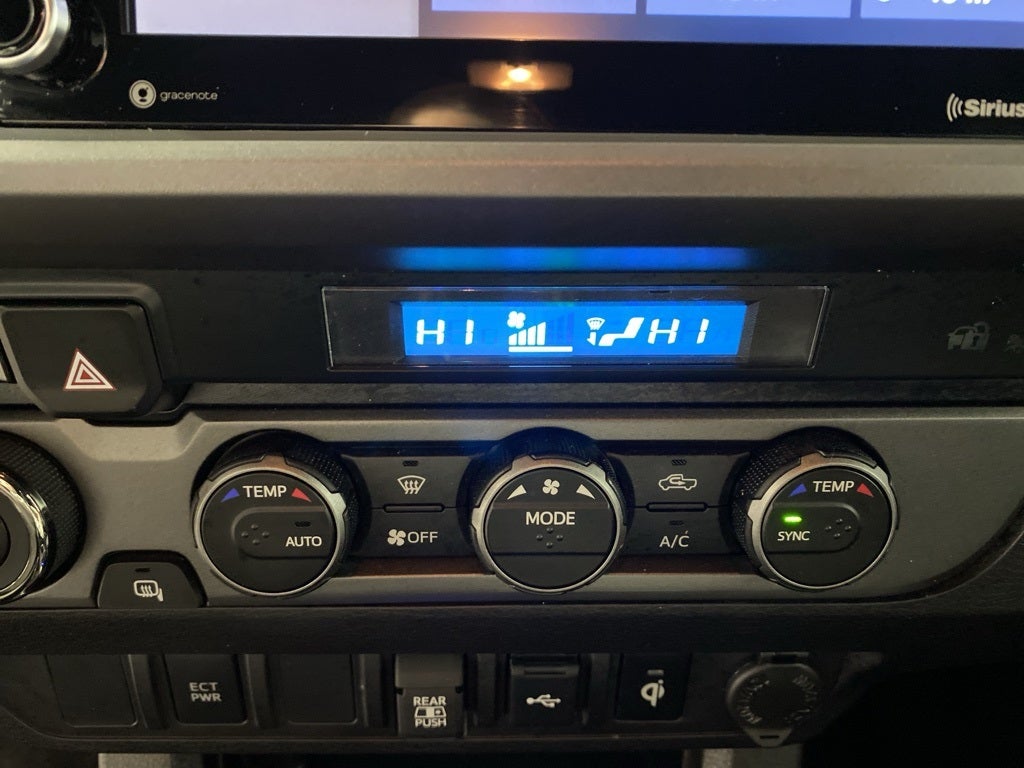 gracenote
Sirius
HI HI
TEMP
AUTO
OFF
MODE
A/C
TEMP
SYNC
ECT
PWR
REAR
PUSH